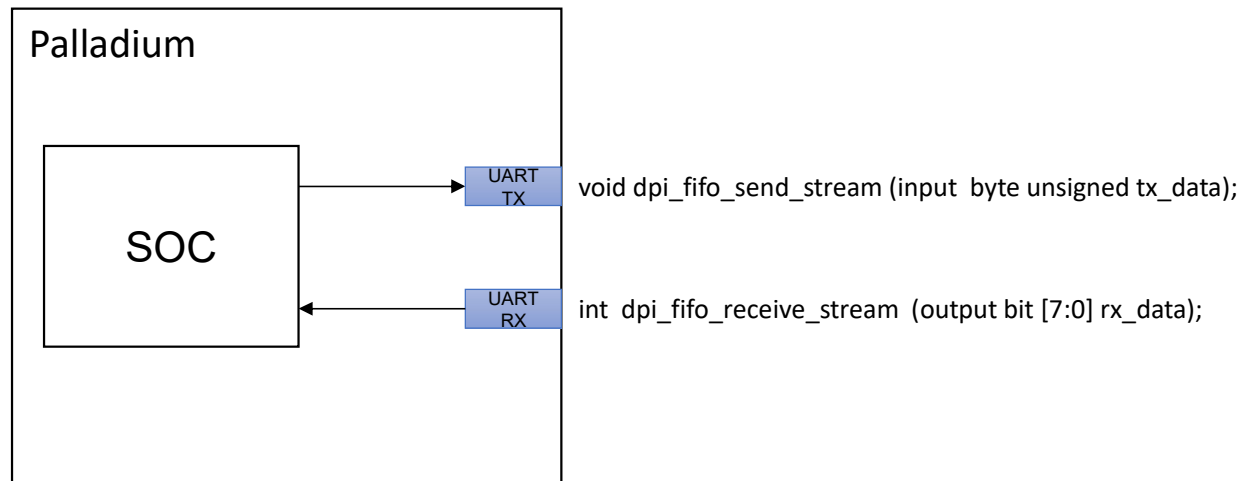 Palladium
UART
TX
void dpi_fifo_send_stream (input  byte unsigned tx_data);
SOC
UART
RX
int  dpi_fifo_receive_stream  (output bit [7:0] rx_data);